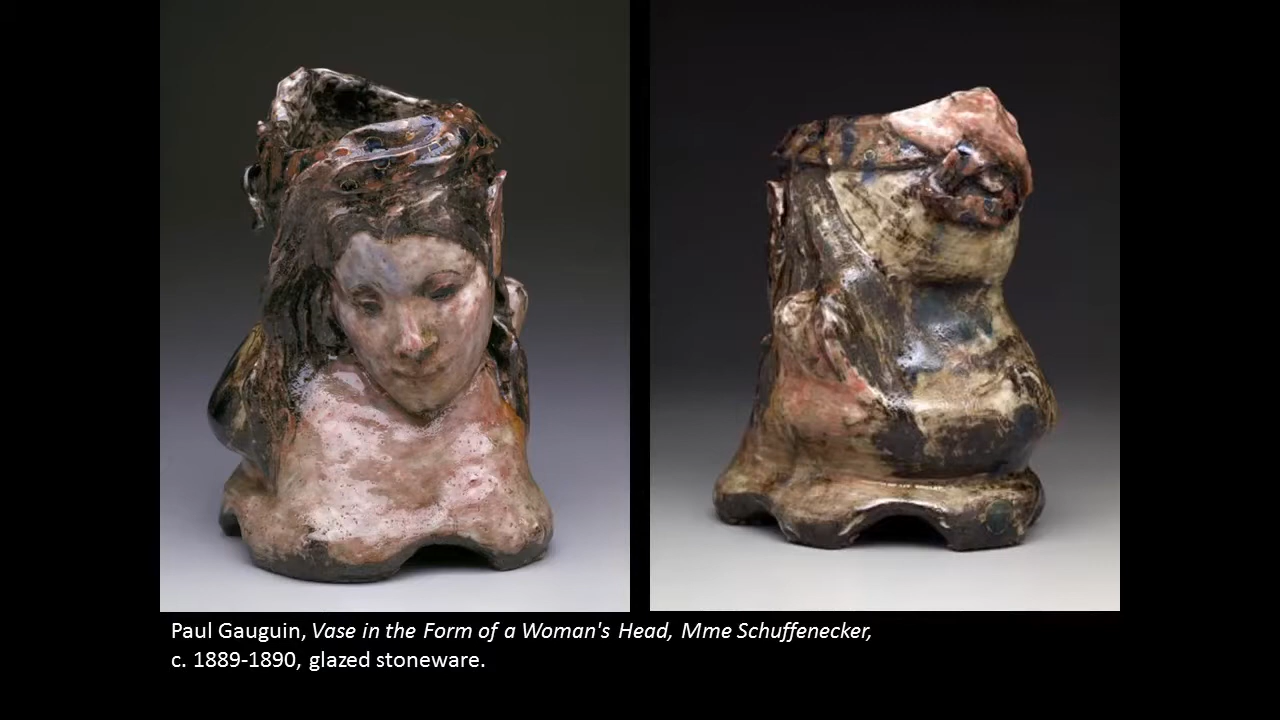 Paul Gauguin, Vase in the Form of a Woman's Head, Mme Schuffenecker,
c. 1889-1890, glazed stoneware.